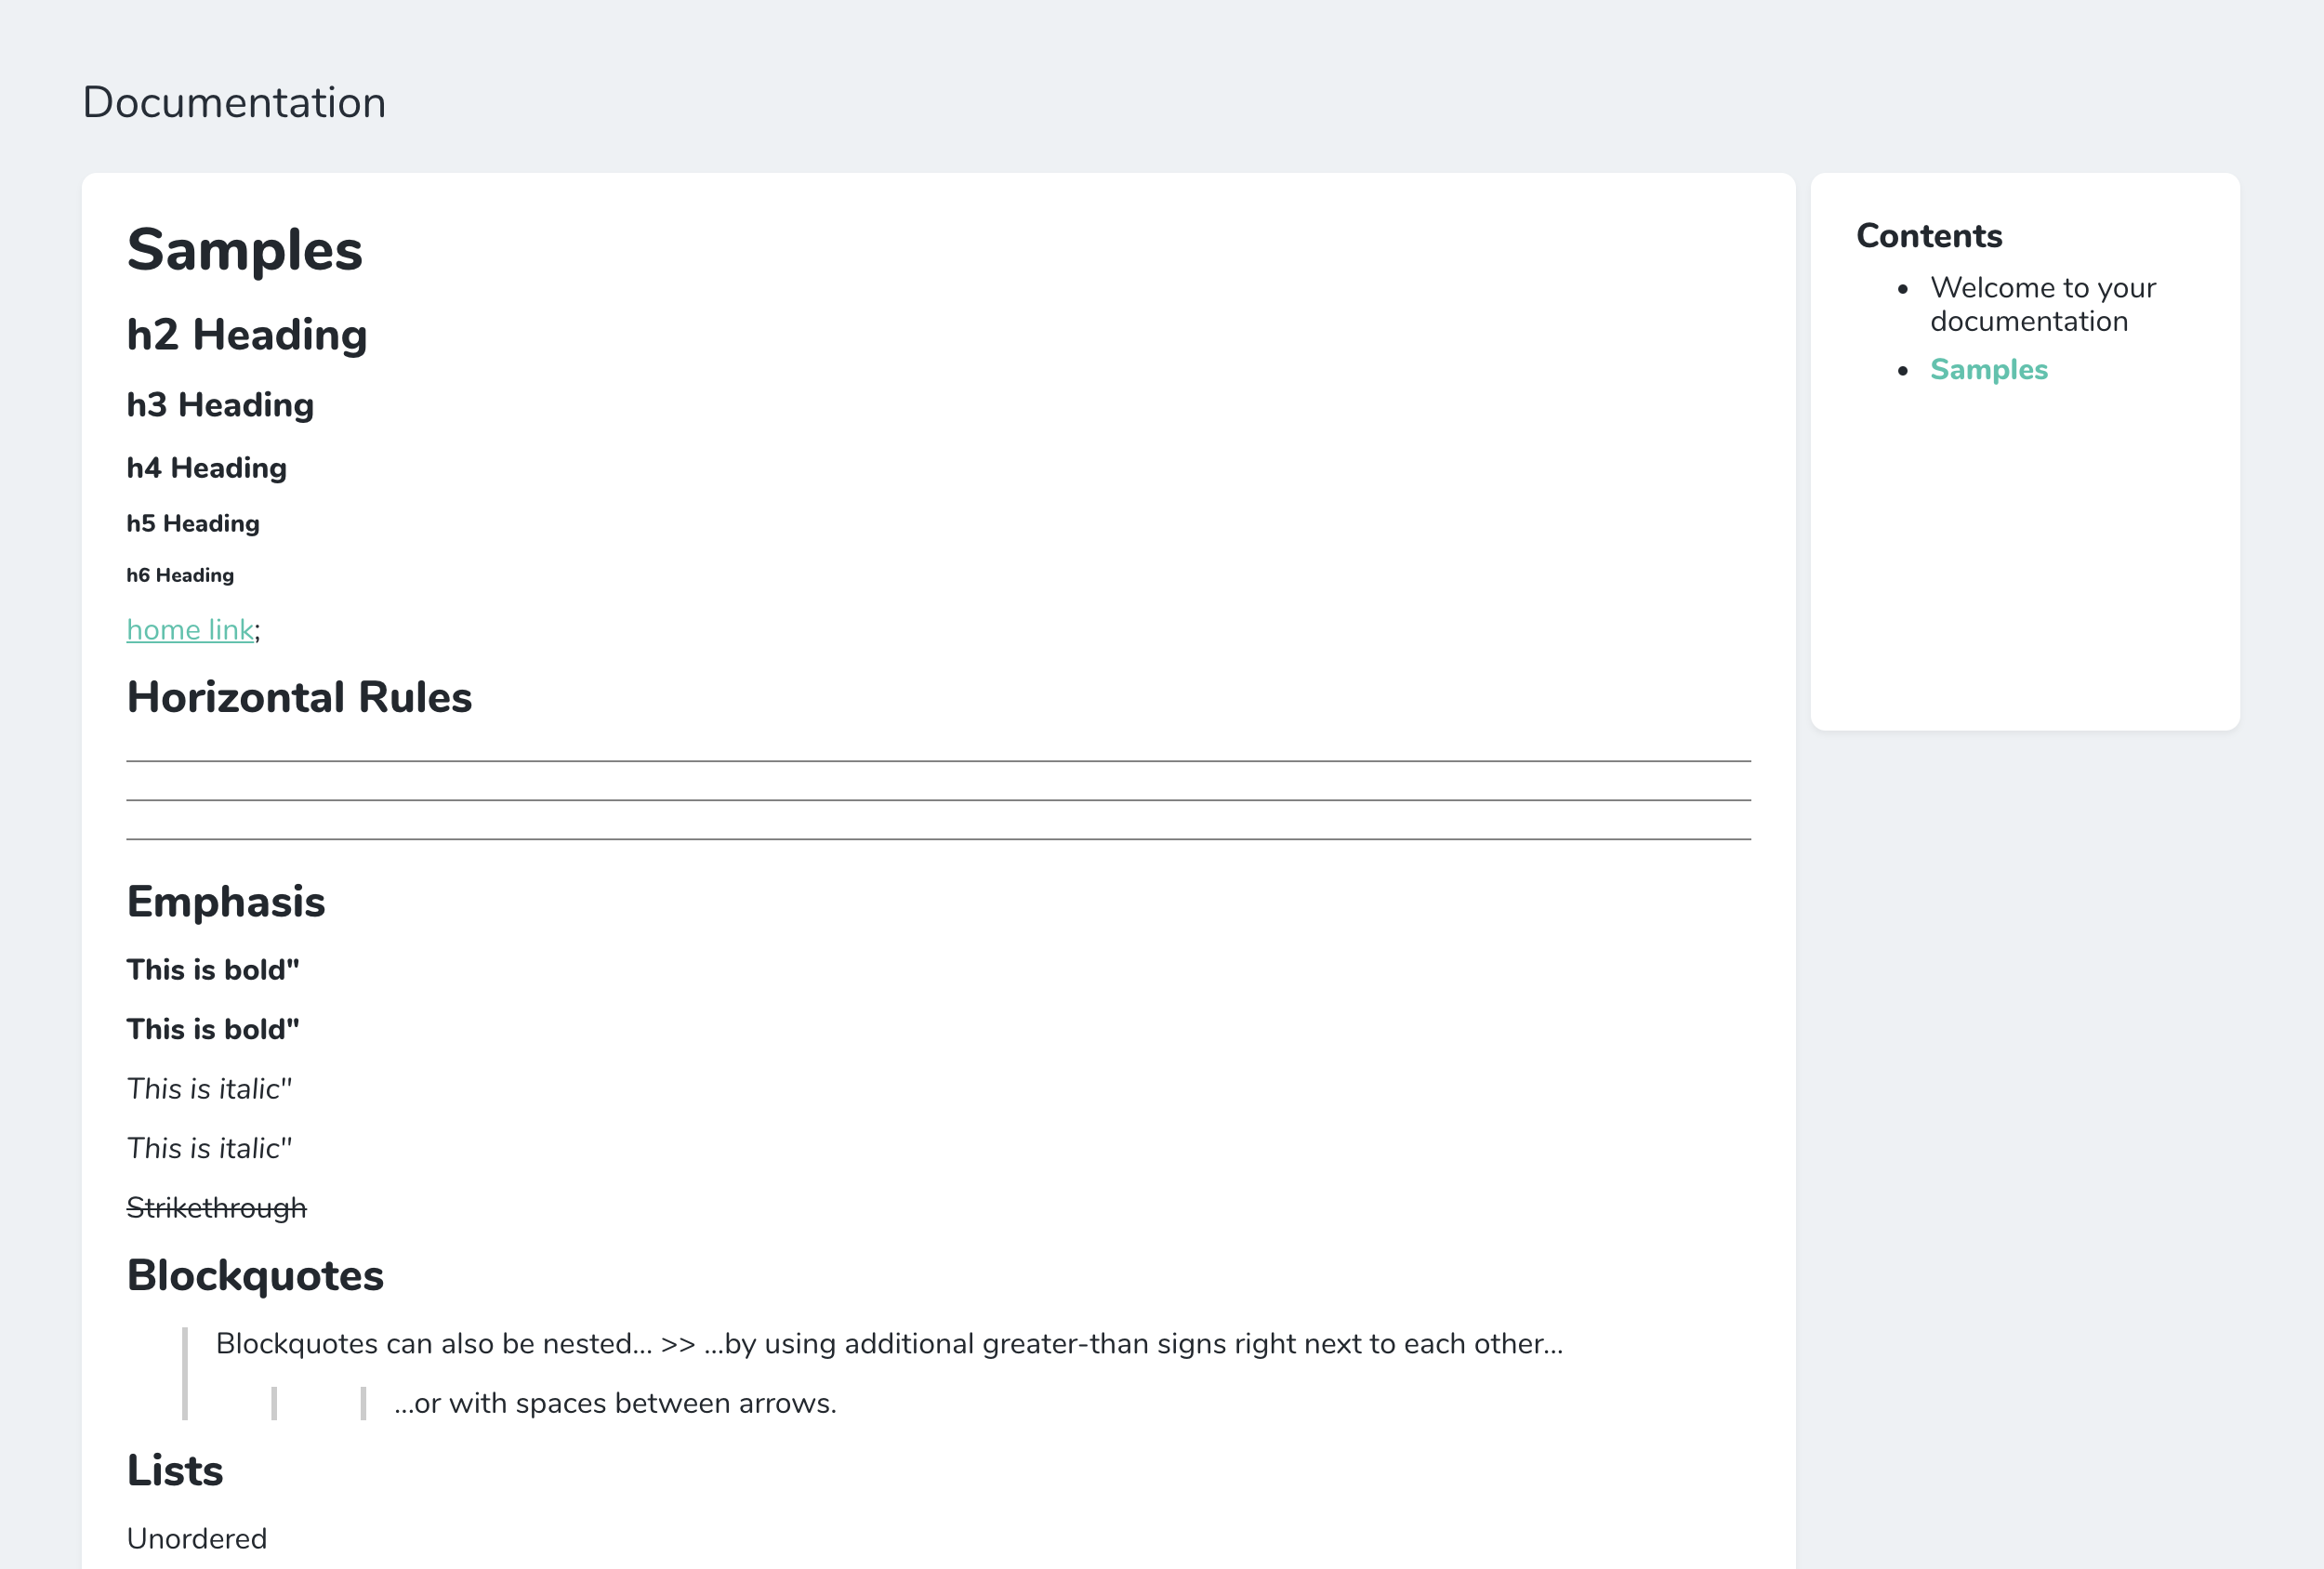 Documentation
Samples
h2 Heading
h3 Heading
h4 Heading
h5 Heading
h6 Heading
home link;
Horizontal Rules
Emphasis
This is bold"
This is bold"
This is italic"
This is italic"
Strikethrough
Blockquotes
Blockquotes can also be nested... >> ...by using additional greater-than signs right next to each other...
...or with spaces between arrows.
Lists
Unordered
Contents
• Welcome to your
documentation
• Samples